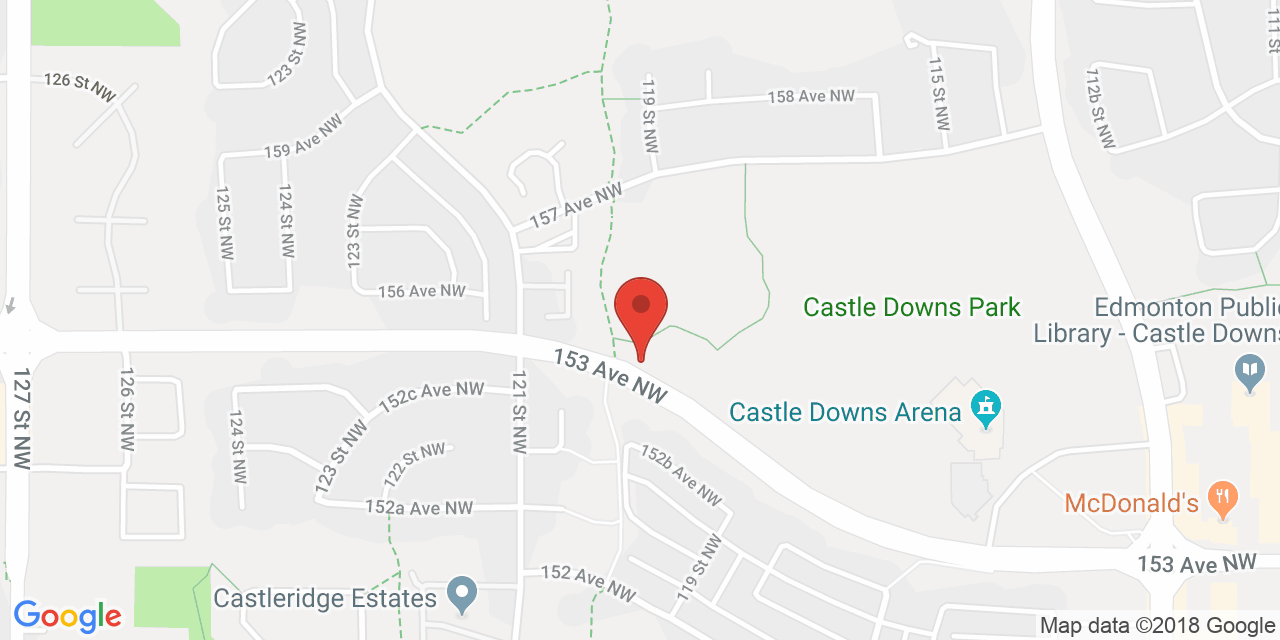 123 St NW
126 St NW
115 St NW
111 St
119 St NW
158 Ave NW
112b St NW
159 Ave NW
125 St NW
124 St NW
123 St NW
157 Ave NW
156 Ave NW
Castle Downs Park
Edmonton Public
Library - Castle Downs
153 Ave NW
127 St NW
126 St NW
152c Ave NW
121 St NW
Castle Downs Arena
124 St NW
123 St NW
122 St NW
152b Ave NW
152a Ave NW
McDonald's
119 St NW
153 Ave NW
152 Ave NW
Castleridge Estates
Google
Map data ©2018 Google